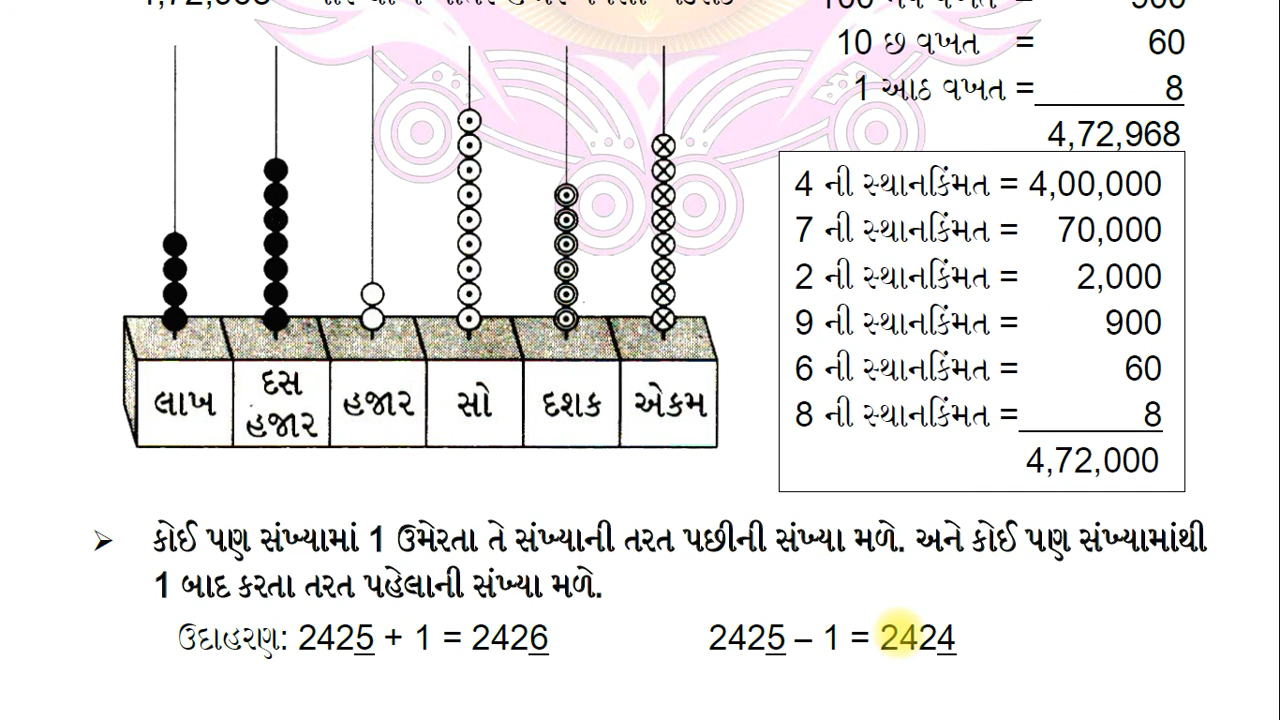 10 છ વખત = 60
1 આઠ વખત = 8
4,72,968
4 ની સ્થાનકિંમત = 4,00,000
7 ની સ્થાનકિંમત = 70,000
2 ની સ્થાનકિંમત = 2,000
9 ની સ્થાનકિંમત = 900
6 ની સ્થાનકિંમત = 60
8 ની સ્થાનકિંમત = 8
4,72,000
લાખ દસ હજાર હજાર સો દશક એકમ
➢ કોઈ પણ સંખ્યામાં 1 ઉમેરતા તે સંખ્યાની તરત પછીની સંખ્યા મળે. અને કોઈ પણ સંખ્યામાંથી
1 બાદ કરતા તરત પહેલાની સંખ્યા મળે.
ઉદાહરણ: 2425 + 1 = 2426 2425 – 1 = 2424